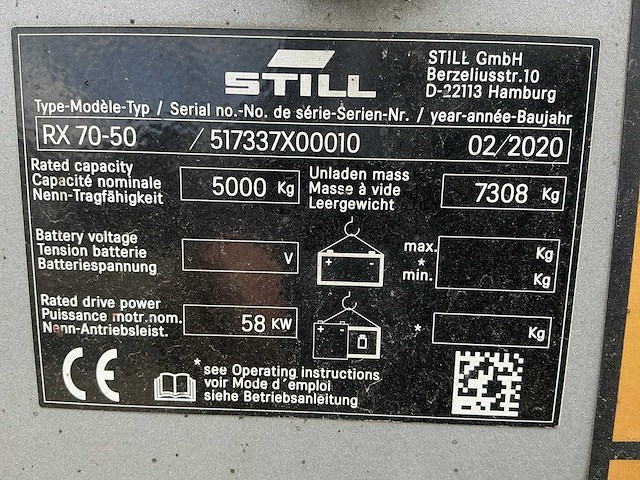 STILL
STILL GmbH
Berzeliusstr.10
D-22113 Hamburg
Type-Modèle-Typ / Serial no.-No. de série-Serien-Nr. / year-année-Baujahr
RX 70-50 / 517337X00010 02/2020
Rated capacity
Capacité nominale
Nenn-Tragfähigkeit
5000 Kg
Unladen mass
Masse à vide
Leergewicht
7308 Kg
Battery voltage
Tension batterie
Batteriespannung
V
max.
*
min.
Kg
Kg
Rated drive power
Puissance motr.nom.
Nenn-Antriebsleist.
58 KW
* Kg
CE
*see Operating instructions
voir Mode d'emploi
siehe Betriebsanleitung